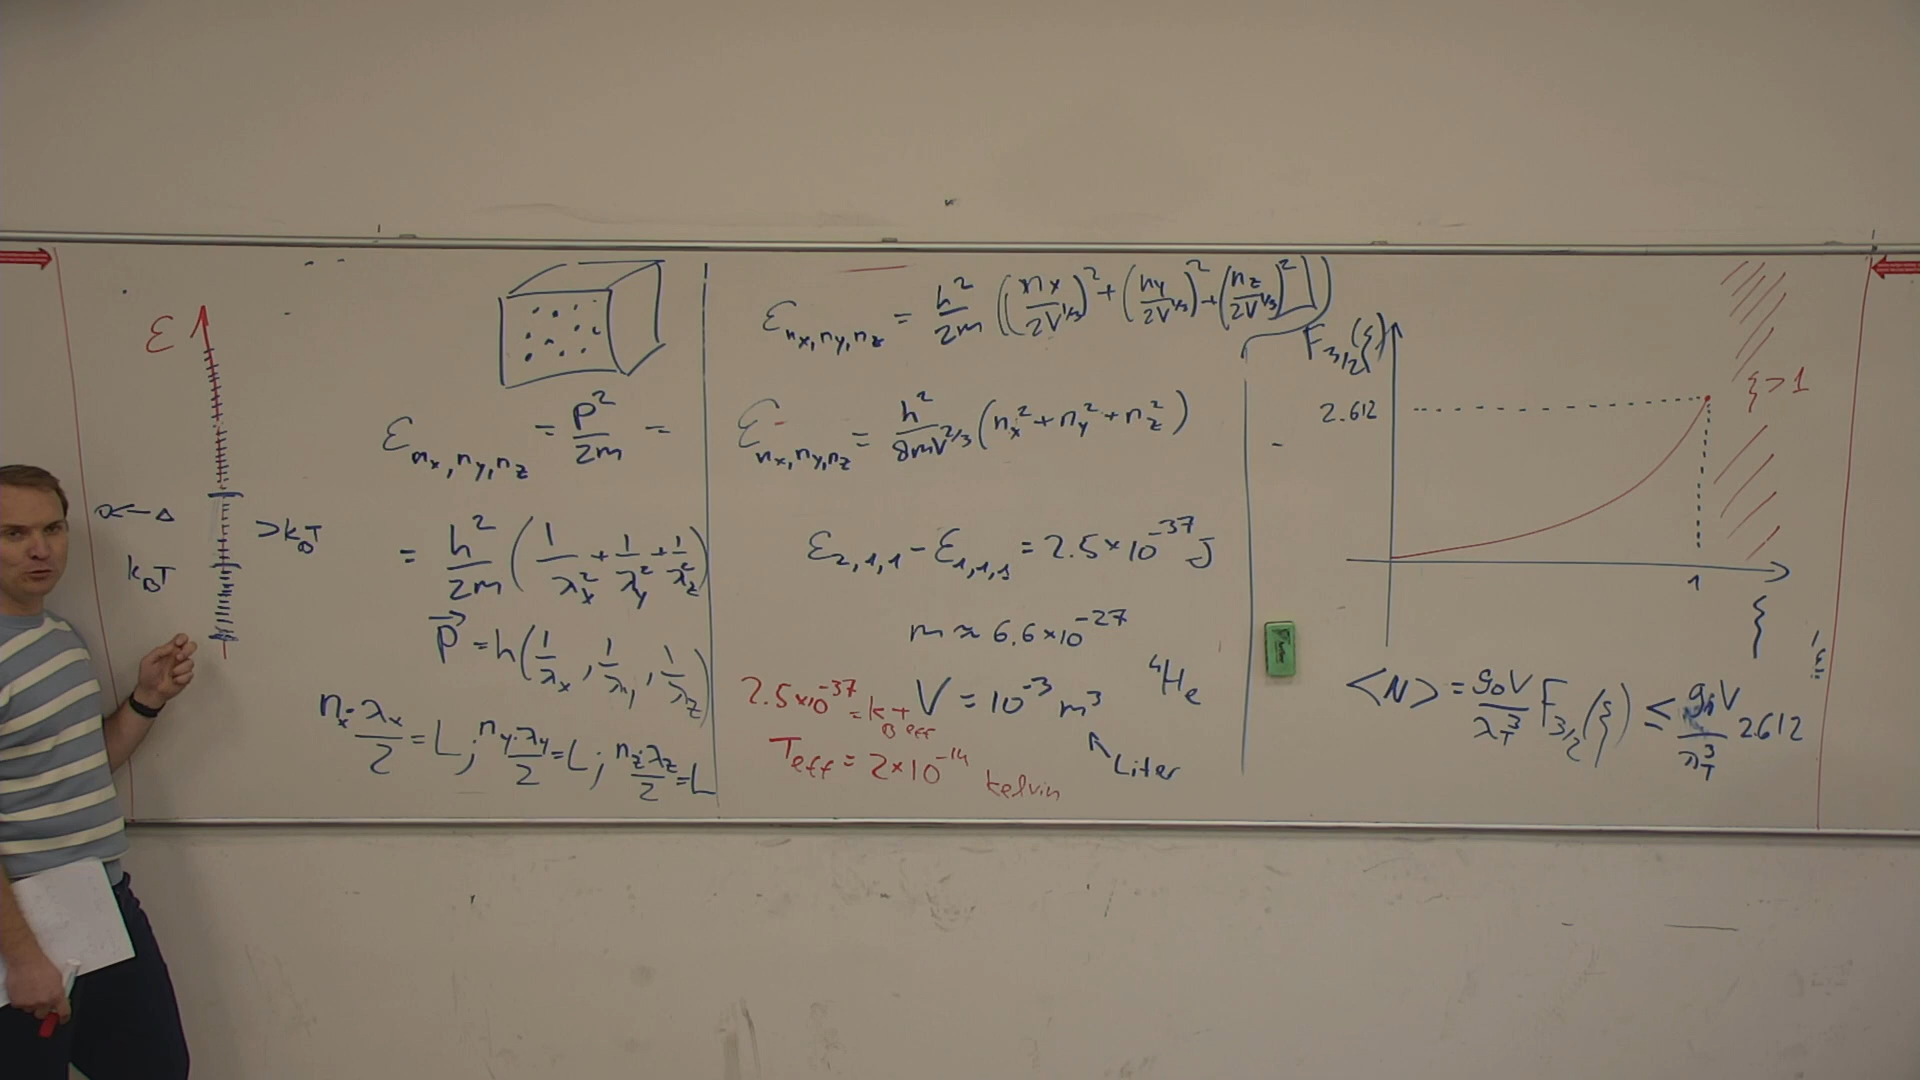 ε
> k_B T
k_B T
ε_{n_x, n_y, n_z} = p²/2m =
= h²/2m (1/λ_x² + 1/λ_y² + 1/λ_z²)
p⃗ = h(1/λ_x, 1/λ_y, 1/λ_z)
n_x·λ_x/2 = L; n_y·λ_y/2 = L; n_z·λ_z/2 = L
ε_{n_x, n_y, n_z} = h²/2m ((n_x/2V^{1/3})² + (n_y/2V^{1/3})² + (n_z/2V^{1/3})²)
ε_{n_x, n_y, n_z} = h²/8mV^{2/3} (n_x² + n_y² + n_z²)
ε_{2,1,1} - ε_{1,1,1} = 2.5×10^{-37} J
m ≈ 6.6×10^{-27}
⁴He
V = 10^{-3} m³
Liter
2.5×10^{-37} = k_B T_eff
T_eff = 2×10^{-14} kelvin
F_{3/2}(ξ)
2.612
ξ>1
1
ξ
<N> = g_0V/λ_T³ F_{3/2}(ξ) ≤ g_0V/λ_T³ 2.612